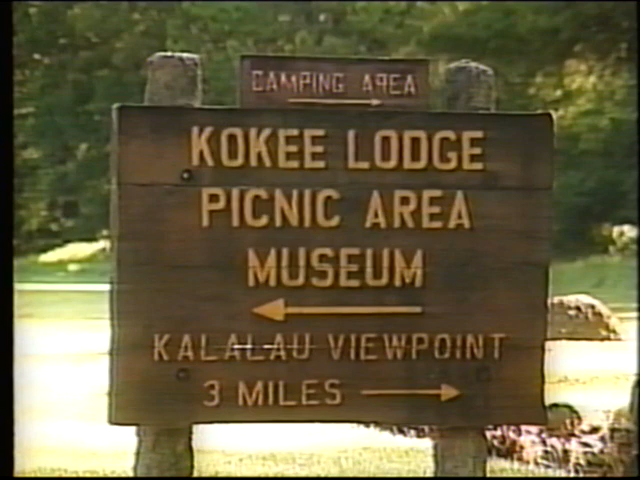 CAMPING AREA
KOKEE LODGE
PICNIC AREA
MUSEUM
KALALAU VIEWPOINT
3 MILES